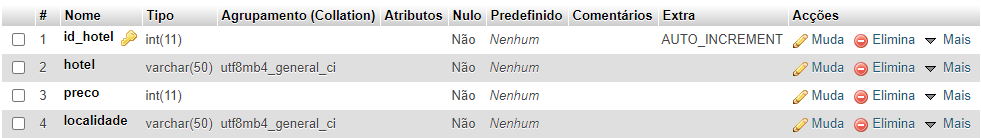 # Nome Tipo Agrupamento (Collation) Atributos Nulo Predefinido Comentários Extra Acções
1 id_hotel int(11) Não Nenhum AUTO_INCREMENT Muda Elimina Mais
2 hotel varchar(50) utf8mb4_general_ci Não Nenhum Muda Elimina Mais
3 preco int(11) Não Nenhum Muda Elimina Mais
4 localidade varchar(50) utf8mb4_general_ci Não Nenhum Muda Elimina Mais